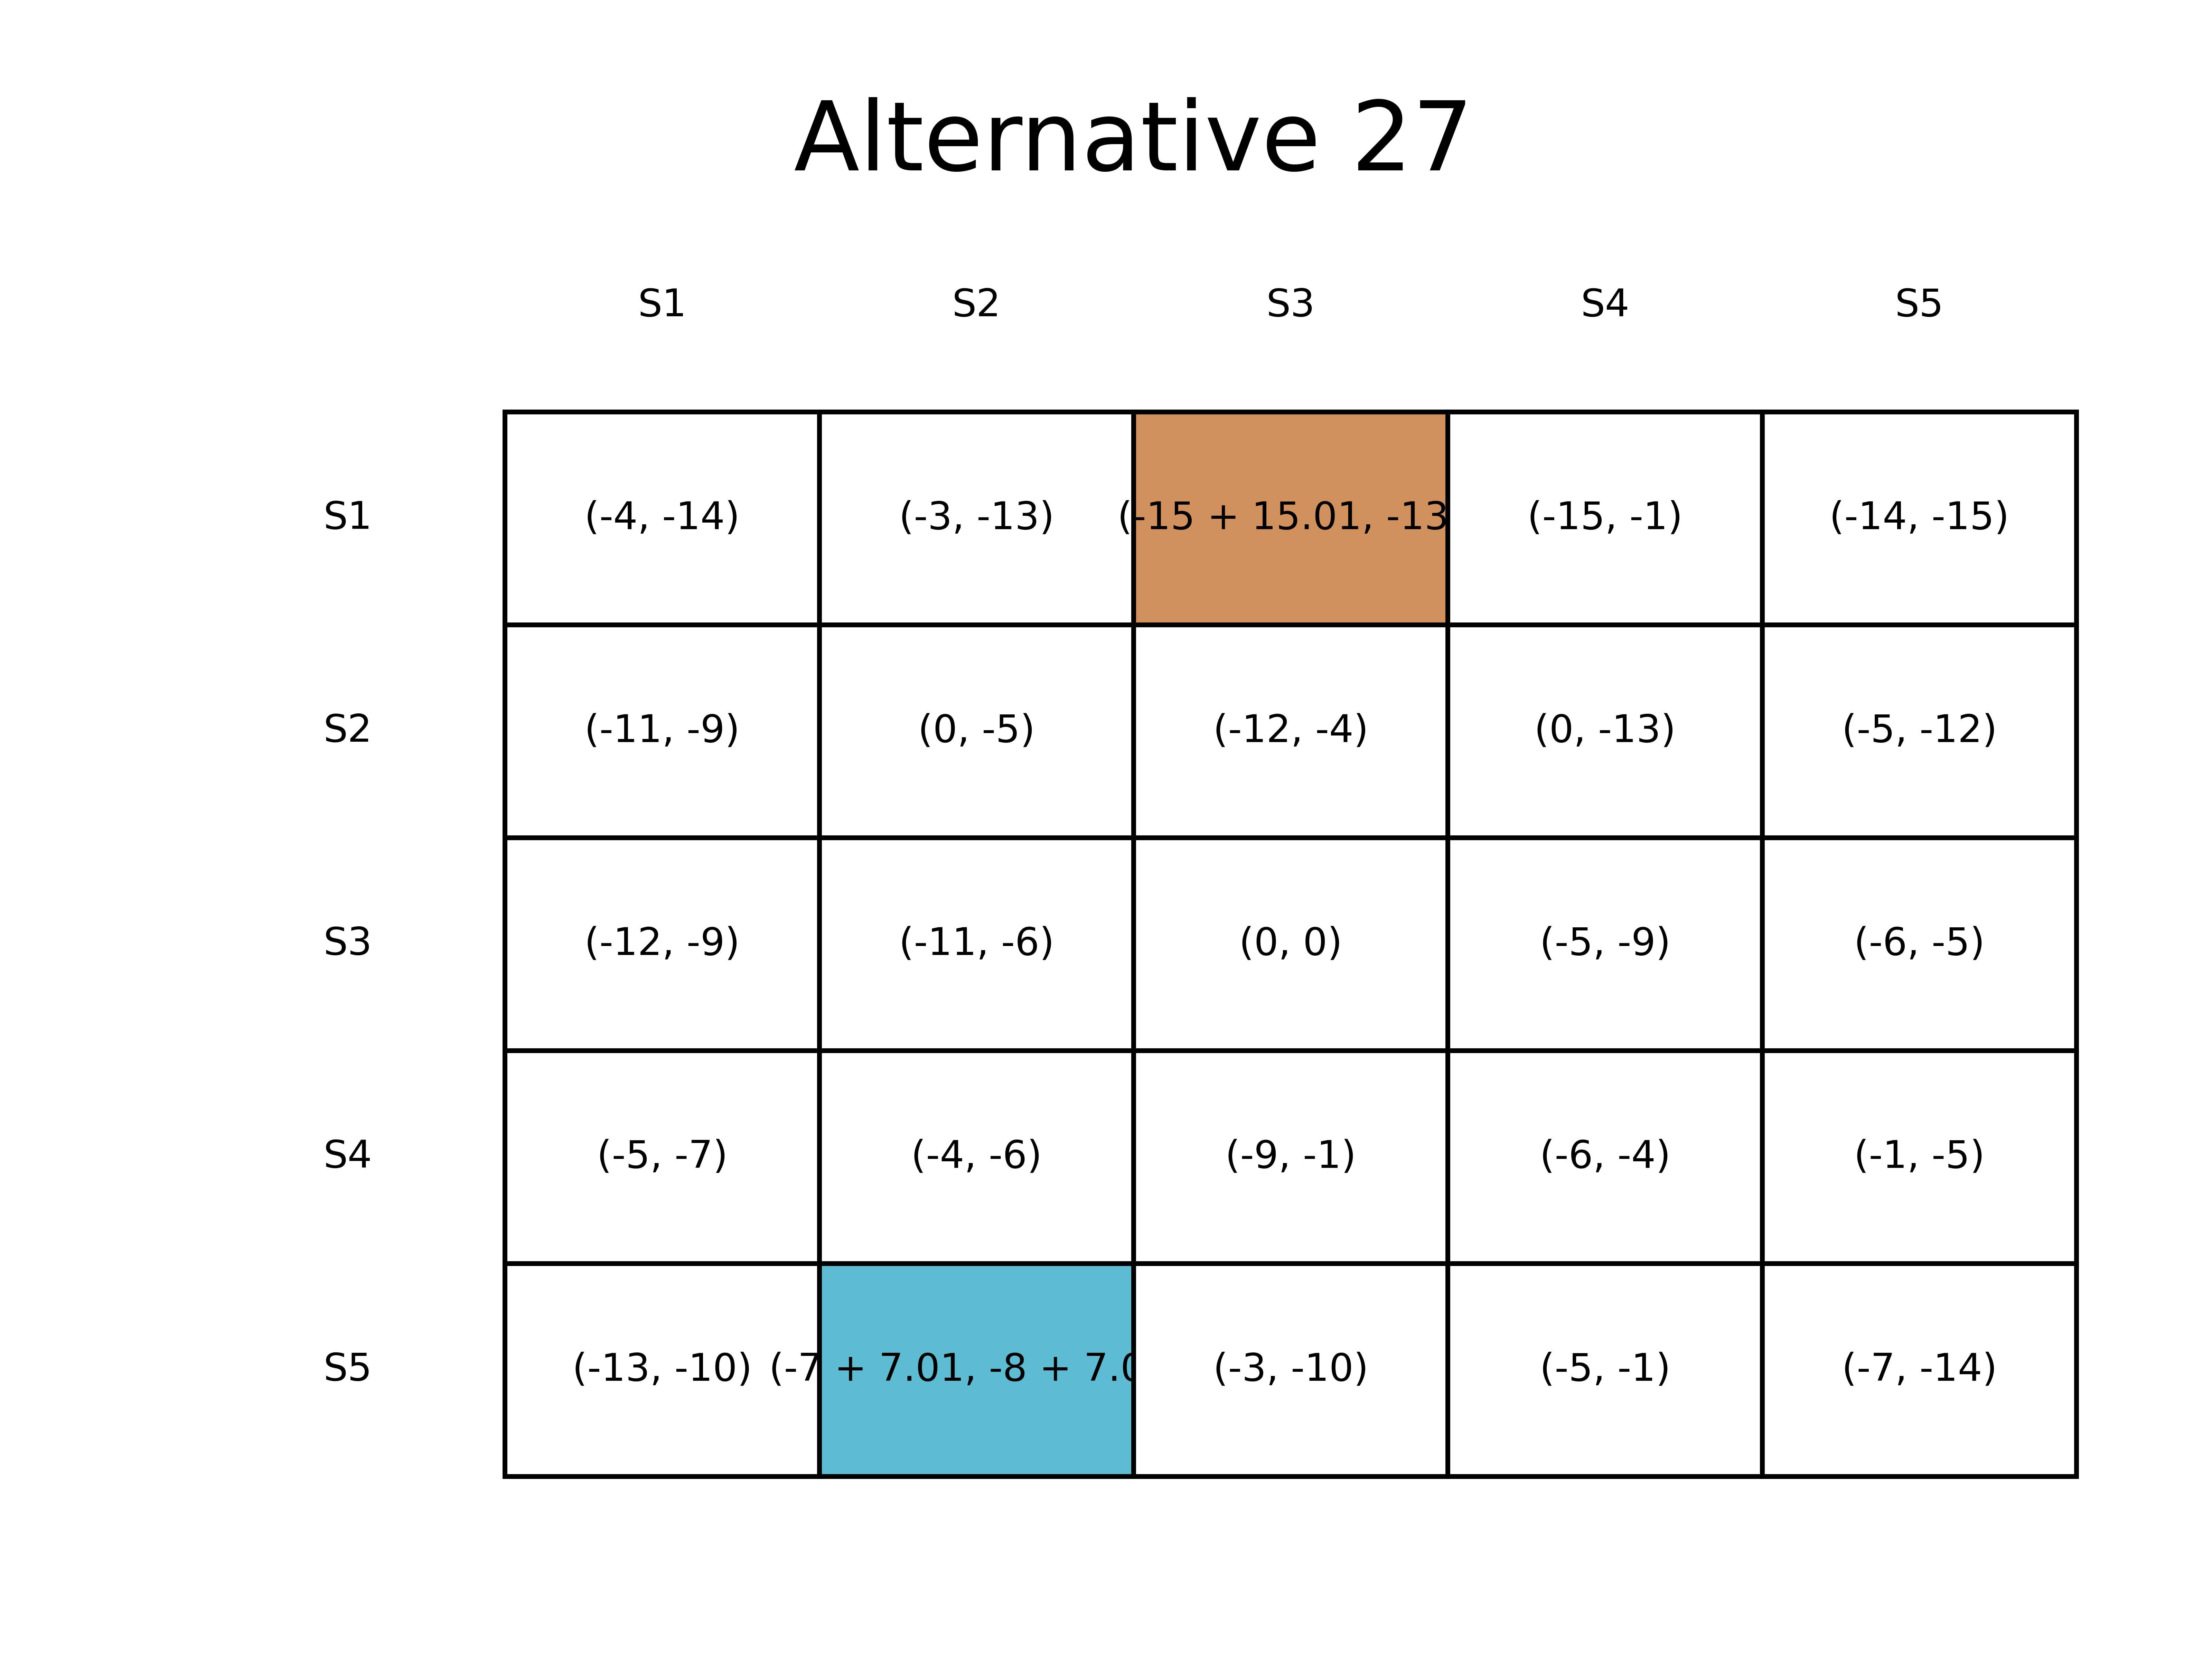 Alternative 27
S1 S2 S3 S4 S5
S1 (-4, -14) (-3, -13) (-15 + 15.01, -13 (-15, -1) (-14, -15)
S2 (-11, -9) (0, -5) (-12, -4) (0, -13) (-5, -12)
S3 (-12, -9) (-11, -6) (0, 0) (-5, -9) (-6, -5)
S4 (-5, -7) (-4, -6) (-9, -1) (-6, -4) (-1, -5)
S5 (-13, -10) (-7 + 7.01, -8 + (-3, -10) (-5, -1) (-7, -14)